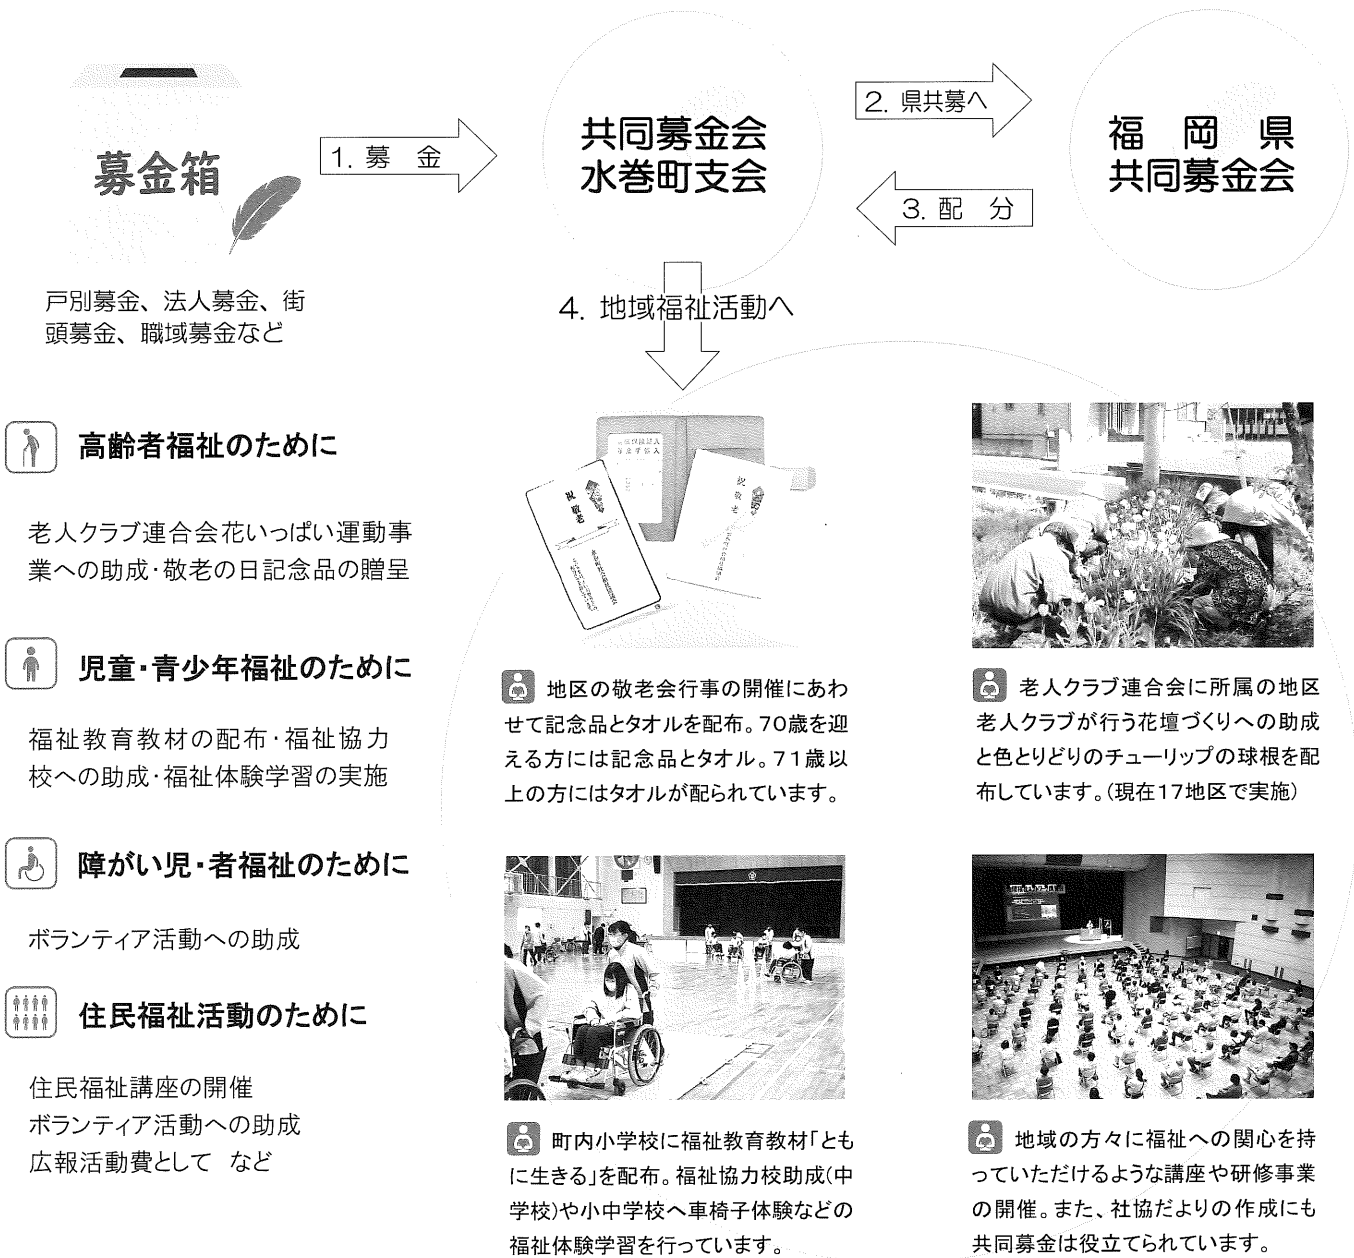 募金箱
1. 募 金
共同募金会
水巻町支会
2. 県共募へ
3. 配 分
福 岡 県
共同募金会
戸別募金、法人募金、街
頭募金、職域募金など
4. 地域福祉活動へ
高齢者福祉のために
老人クラブ連合会花いっぱい運動事
業への助成・敬老の日記念品の贈呈
児童・青少年福祉のために
福祉教育教材の配布・福祉協力
校への助成・福祉体験学習の実施
障がい児・者福祉のために
ボランティア活動への助成
住民福祉活動のために
住民福祉講座の開催
ボランティア活動への助成
広報活動費として など
祝 敬老
祝 敬老
地区の敬老会行事の開催にあわ
せて記念品とタオルを配布。70歳を迎
える方には記念品とタオル。71歳以
上の方にはタオルが配られています。
老人クラブ連合会に所属の地区
老人クラブが行う花壇づくりへの助成
と色とりどりのチューリップの球根を配
布しています。(現在17地区で実施)
町内小学校に福祉教育教材「とも
に生きる」を配布。福祉協力校助成(中
学校)や小中学校へ車椅子体験などの
福祉体験学習を行っています。
地域の方々に福祉への関心を持
っていただけるような講座や研修事業
の開催。また、社協だよりの作成にも
共同募金は役立てられています。